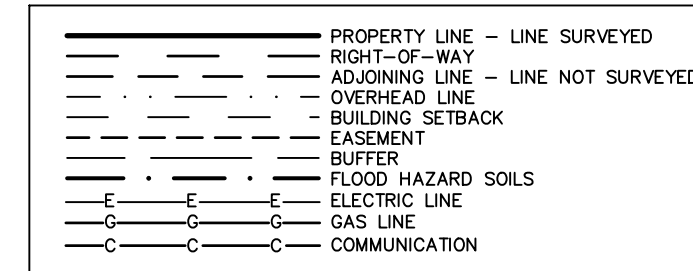 PROPERTY LINE – LINE SURVEYED
RIGHT–OF–WAY
ADJOINING LINE – LINE NOT SURVEYED
OVERHEAD LINE
BUILDING SETBACK
EASEMENT
BUFFER
FLOOD HAZARD SOILS
E E E ELECTRIC LINE
G G G GAS LINE
C C C COMMUNICATION